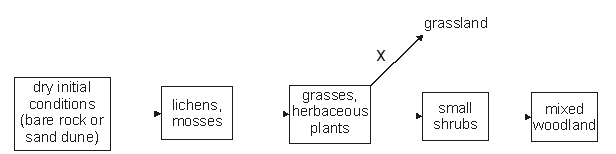 grassland
X
dry initial
conditions
(bare rock or
sand dune)
lichens,
mosses
grasses,
herbaceous
plants
small
shrubs
mixed
woodland